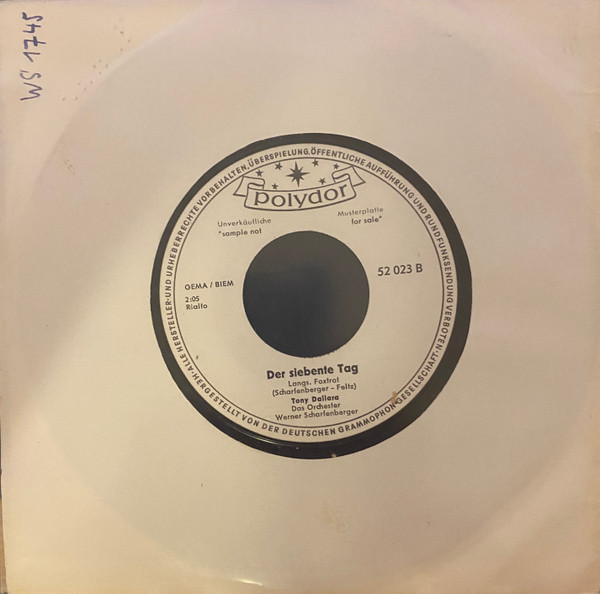 WS 1745
ALLE HERSTELLER- UND URHEBERRECHTE VORBEHALTEN. ÜBERSPIELUNG, ÖFFENTLICHE AUFFÜHRUNG UND RUNDFUNKSENDUNG VERBOTEN.
polydor
Unverkäufliche Musterplatte
"sample not for sale"
52 023 B
GEMA / BIEM
2:05
Rialto
Der siebente Tag
Langs. Foxtrot
(Scharfenberger - Feltz)
Tony Dallara
Das Orchester
Werner Scharfenberger
HERGESTELLT VON DER DEUTSCHEN GRAMMOPHON-GESELLSCHAFT